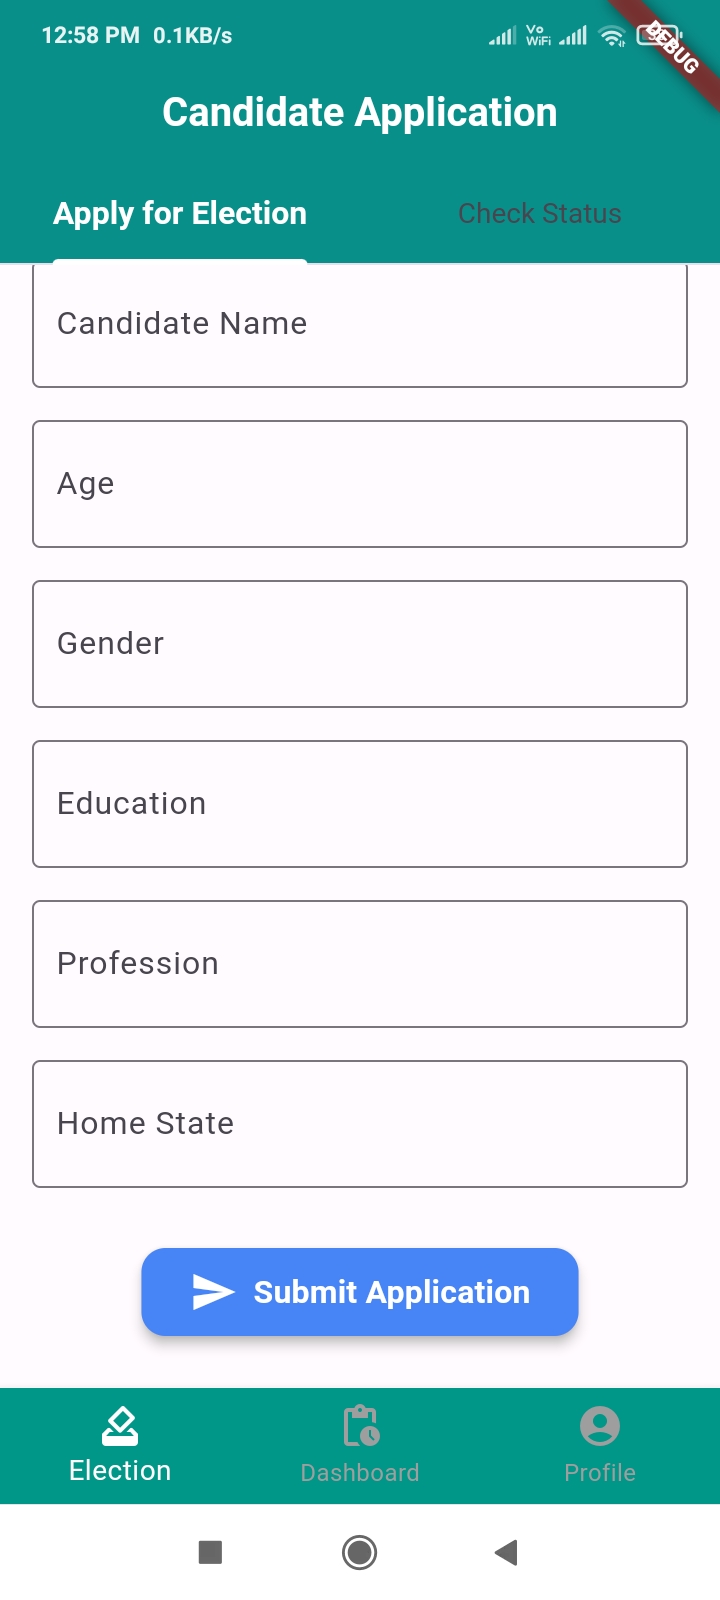 12:58 PM 0.1KB/s
Vo
WiFi
DEBUG
Candidate Application
Apply for Election
Check Status
Candidate Name
Age
Gender
Education
Profession
Home State
Submit Application
Election
Dashboard
Profile